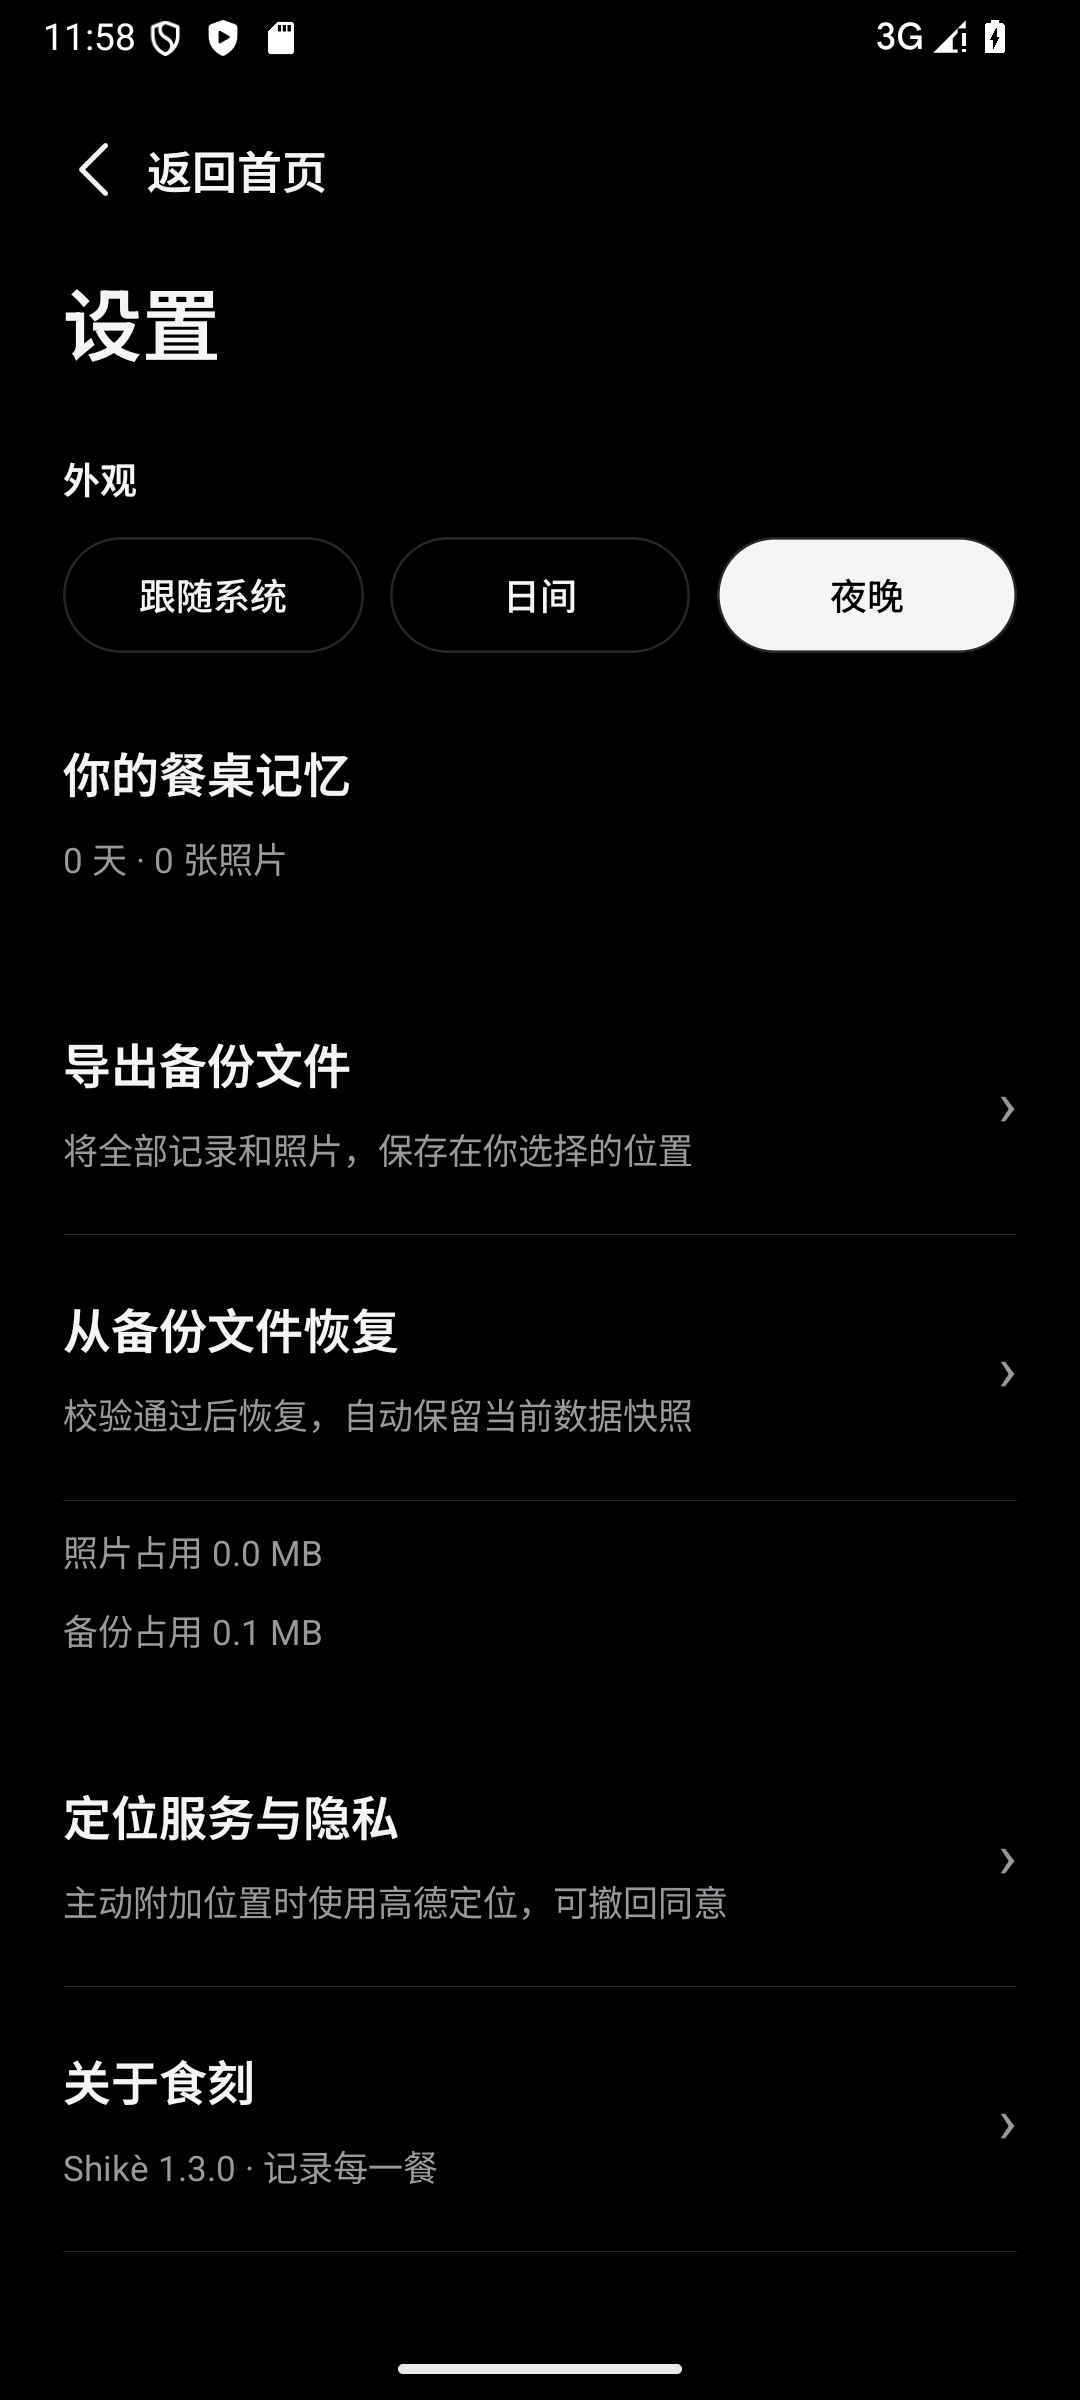 11:58
3G
返回首页
设置
外观
跟随系统
日间
夜晚
你的餐桌记忆
0 天 · 0 张照片
导出备份文件
将全部记录和照片，保存在你选择的位置
从备份文件恢复
校验通过后恢复，自动保留当前数据快照
照片占用 0.0 MB
备份占用 0.1 MB
定位服务与隐私
主动附加位置时使用高德定位，可撤回同意
关于食刻
Shikè 1.3.0 · 记录每一餐